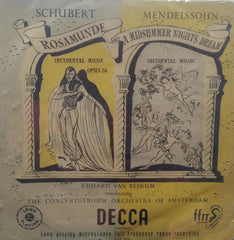 SCHUBERT MENDELSSOHN
ROSAMUNDE A MIDSUMMER NIGHT'S DREAM
INCIDENTAL MUSIC INCIDENTAL MUSIC
OPUS 26
EDUARD VAN BEINUM
conducting
THE CONCERTGEBOUW ORCHESTRA OF AMSTERDAM
DECCA
ffrr
long playing microgroove full frequency range recording